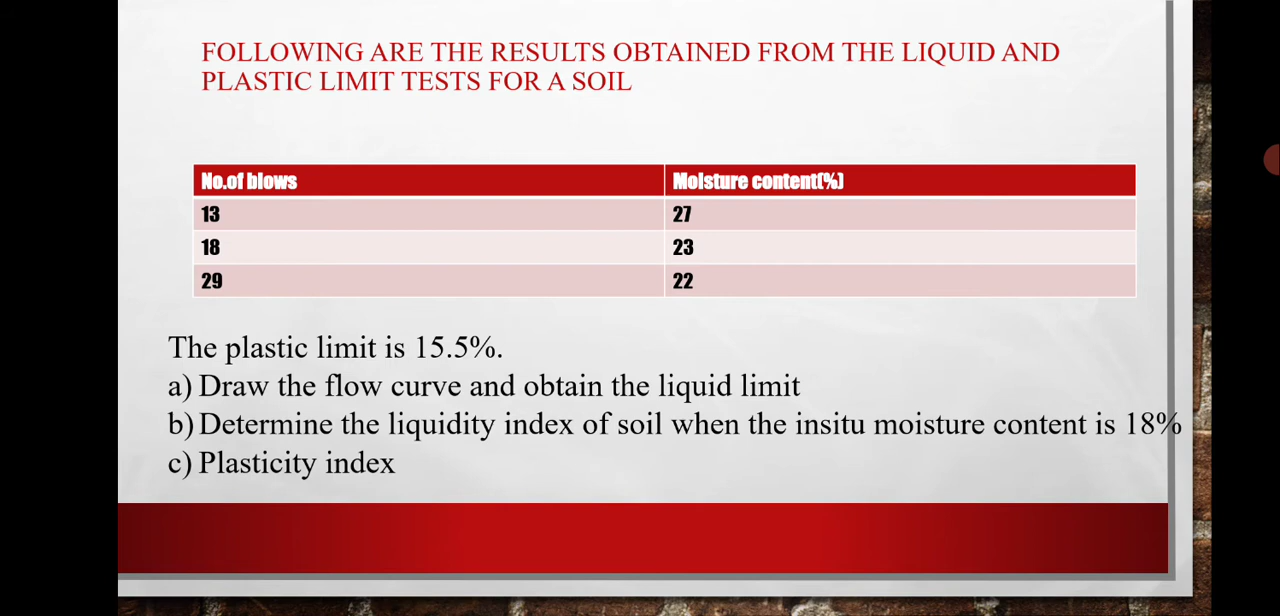 FOLLOWING ARE THE RESULTS OBTAINED FROM THE LIQUID AND
PLASTIC LIMIT TESTS FOR A SOIL
No.of blows Moisture content(%)
13 27
18 23
29 22
The plastic limit is 15.5%.
a) Draw the flow curve and obtain the liquid limit
b) Determine the liquidity index of soil when the insitu moisture content is 18%
c) Plasticity index